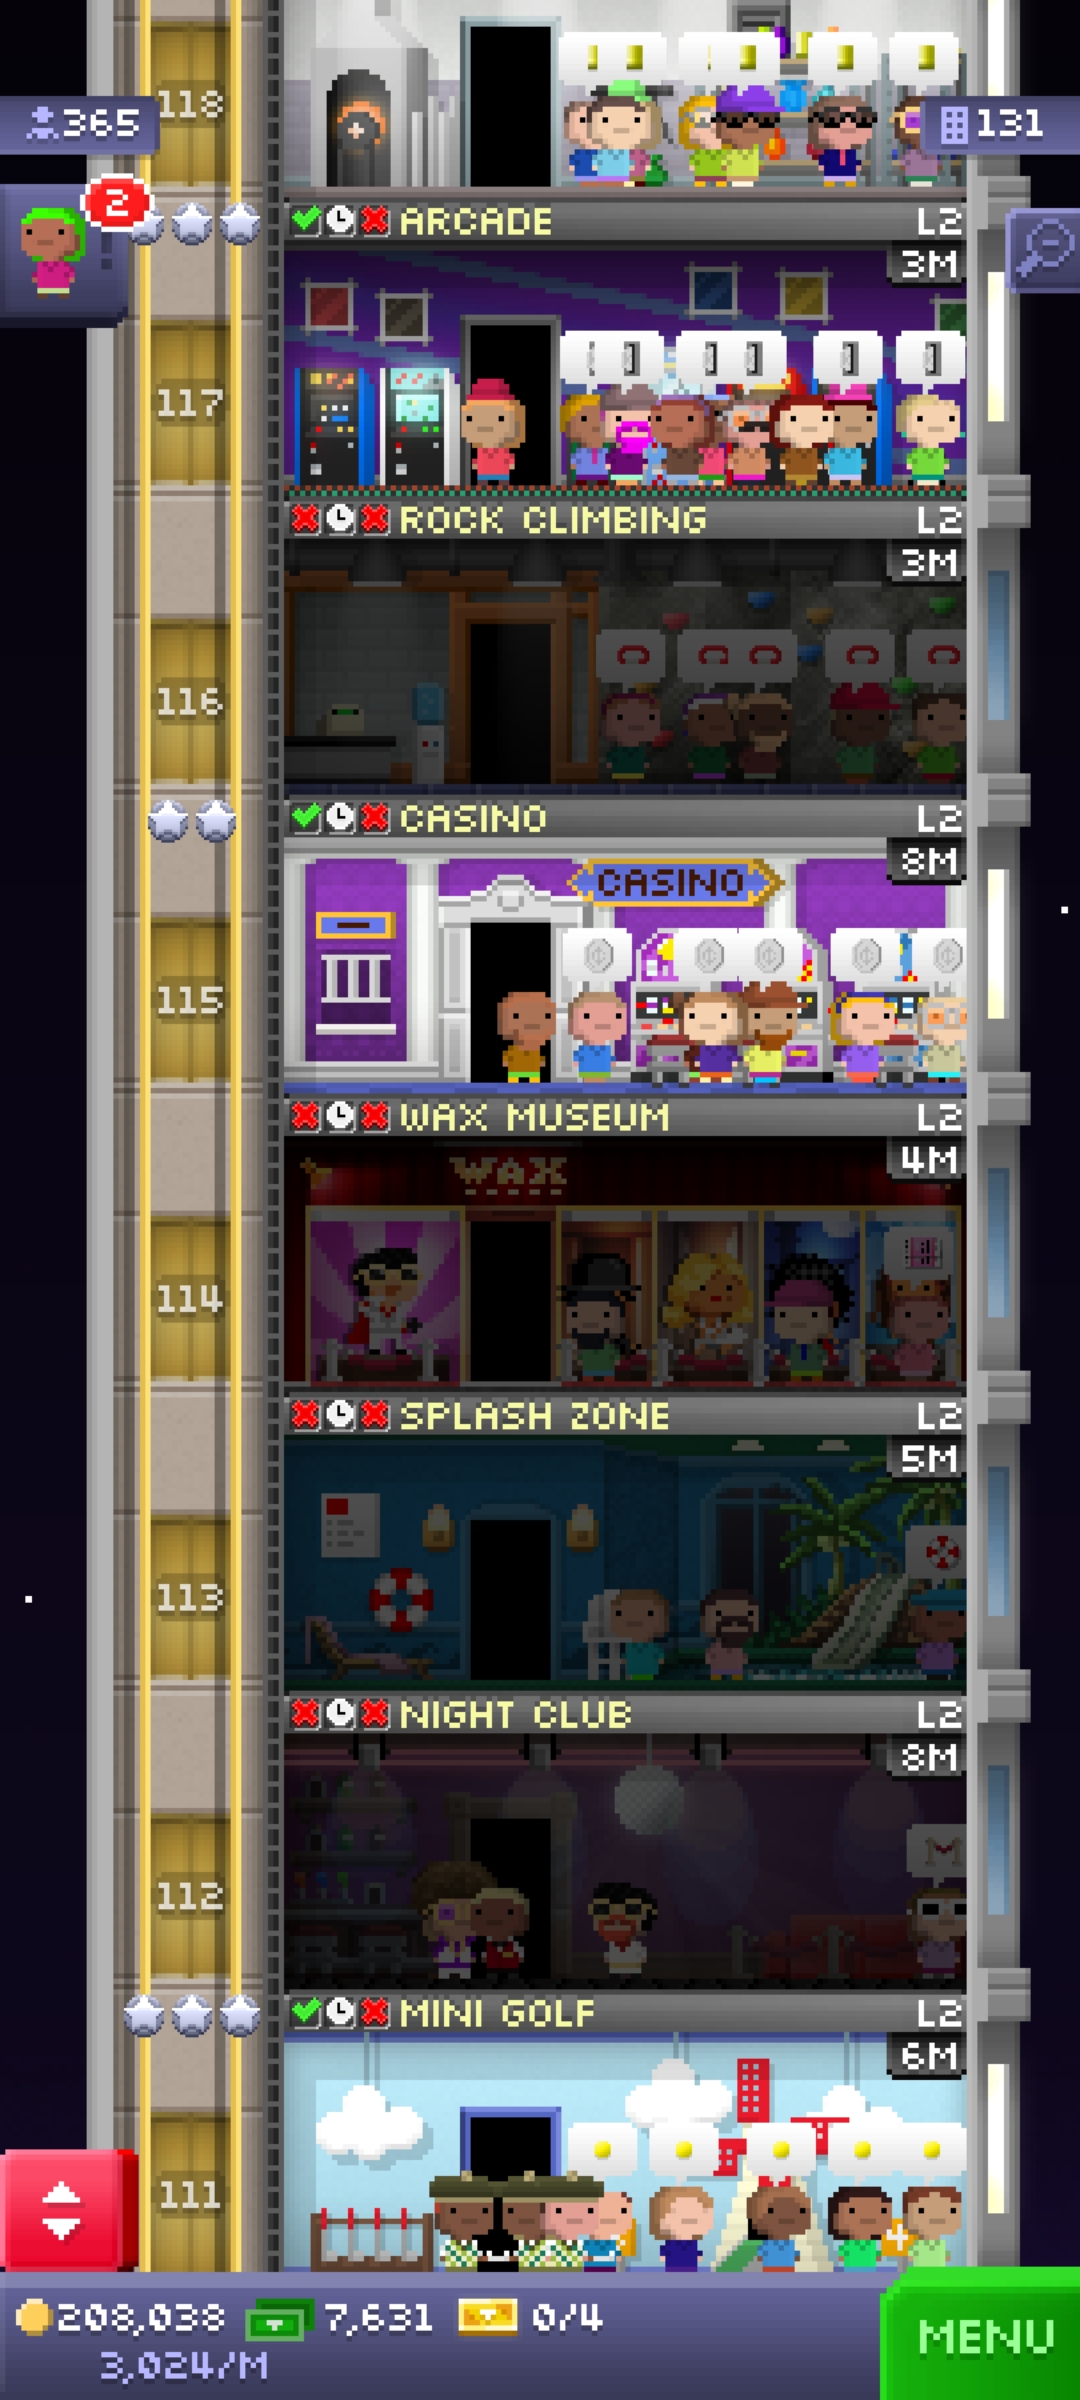 118
365
131
2
ARCADE L2
3M
117
ROCK CLIMBING L2
3M
116
CASINO L2
8M
CASINO
115
WAX MUSEUM L2
4M
WAX
114
SPLASH ZONE L2
5M
113
NIGHT CLUB L2
8M
112
MINI GOLF L2
6M
111
4
208,038 7,631 0/4
3,024/M
MENU